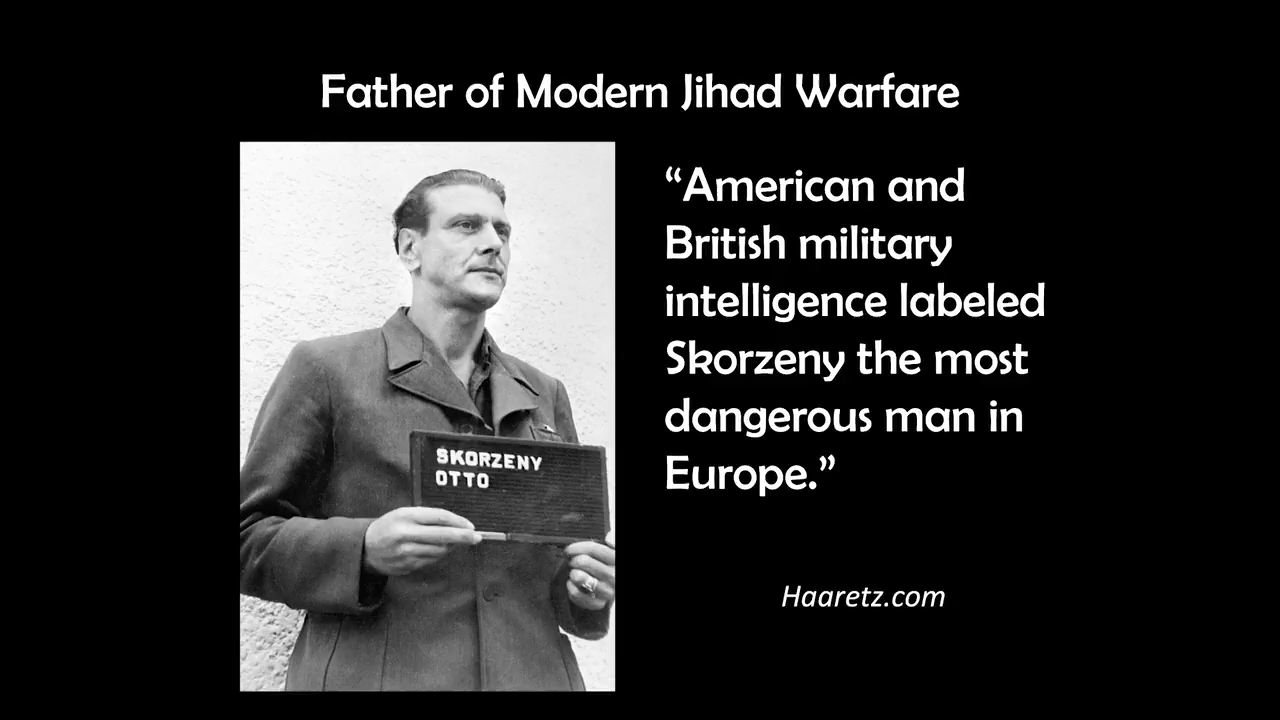 Father of Modern Jihad Warfare
“American and
British military
intelligence labeled
Skorzeny the most
dangerous man in
Europe.”
SKORZENY
OTTO
Haaretz.com